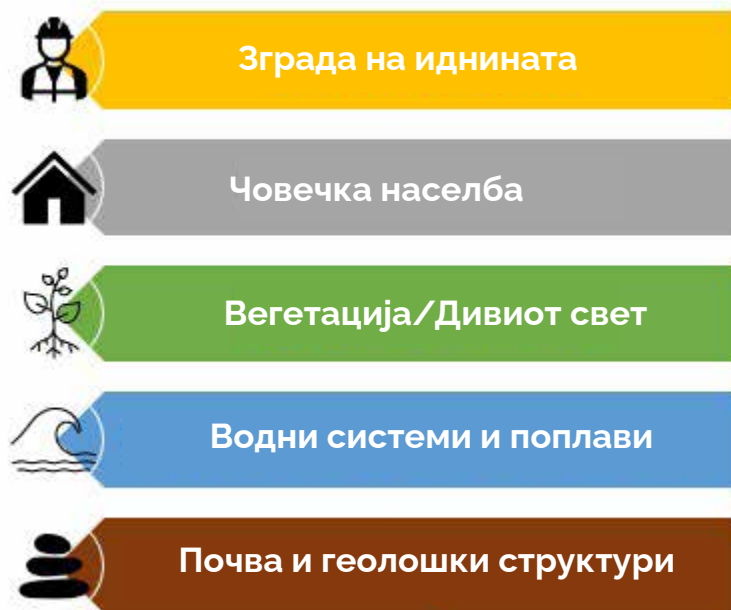 Зграда на иднината
Човечка населба
Вегетација/Дивиот свет
Водни системи и поплави
Почва и геолошки структури